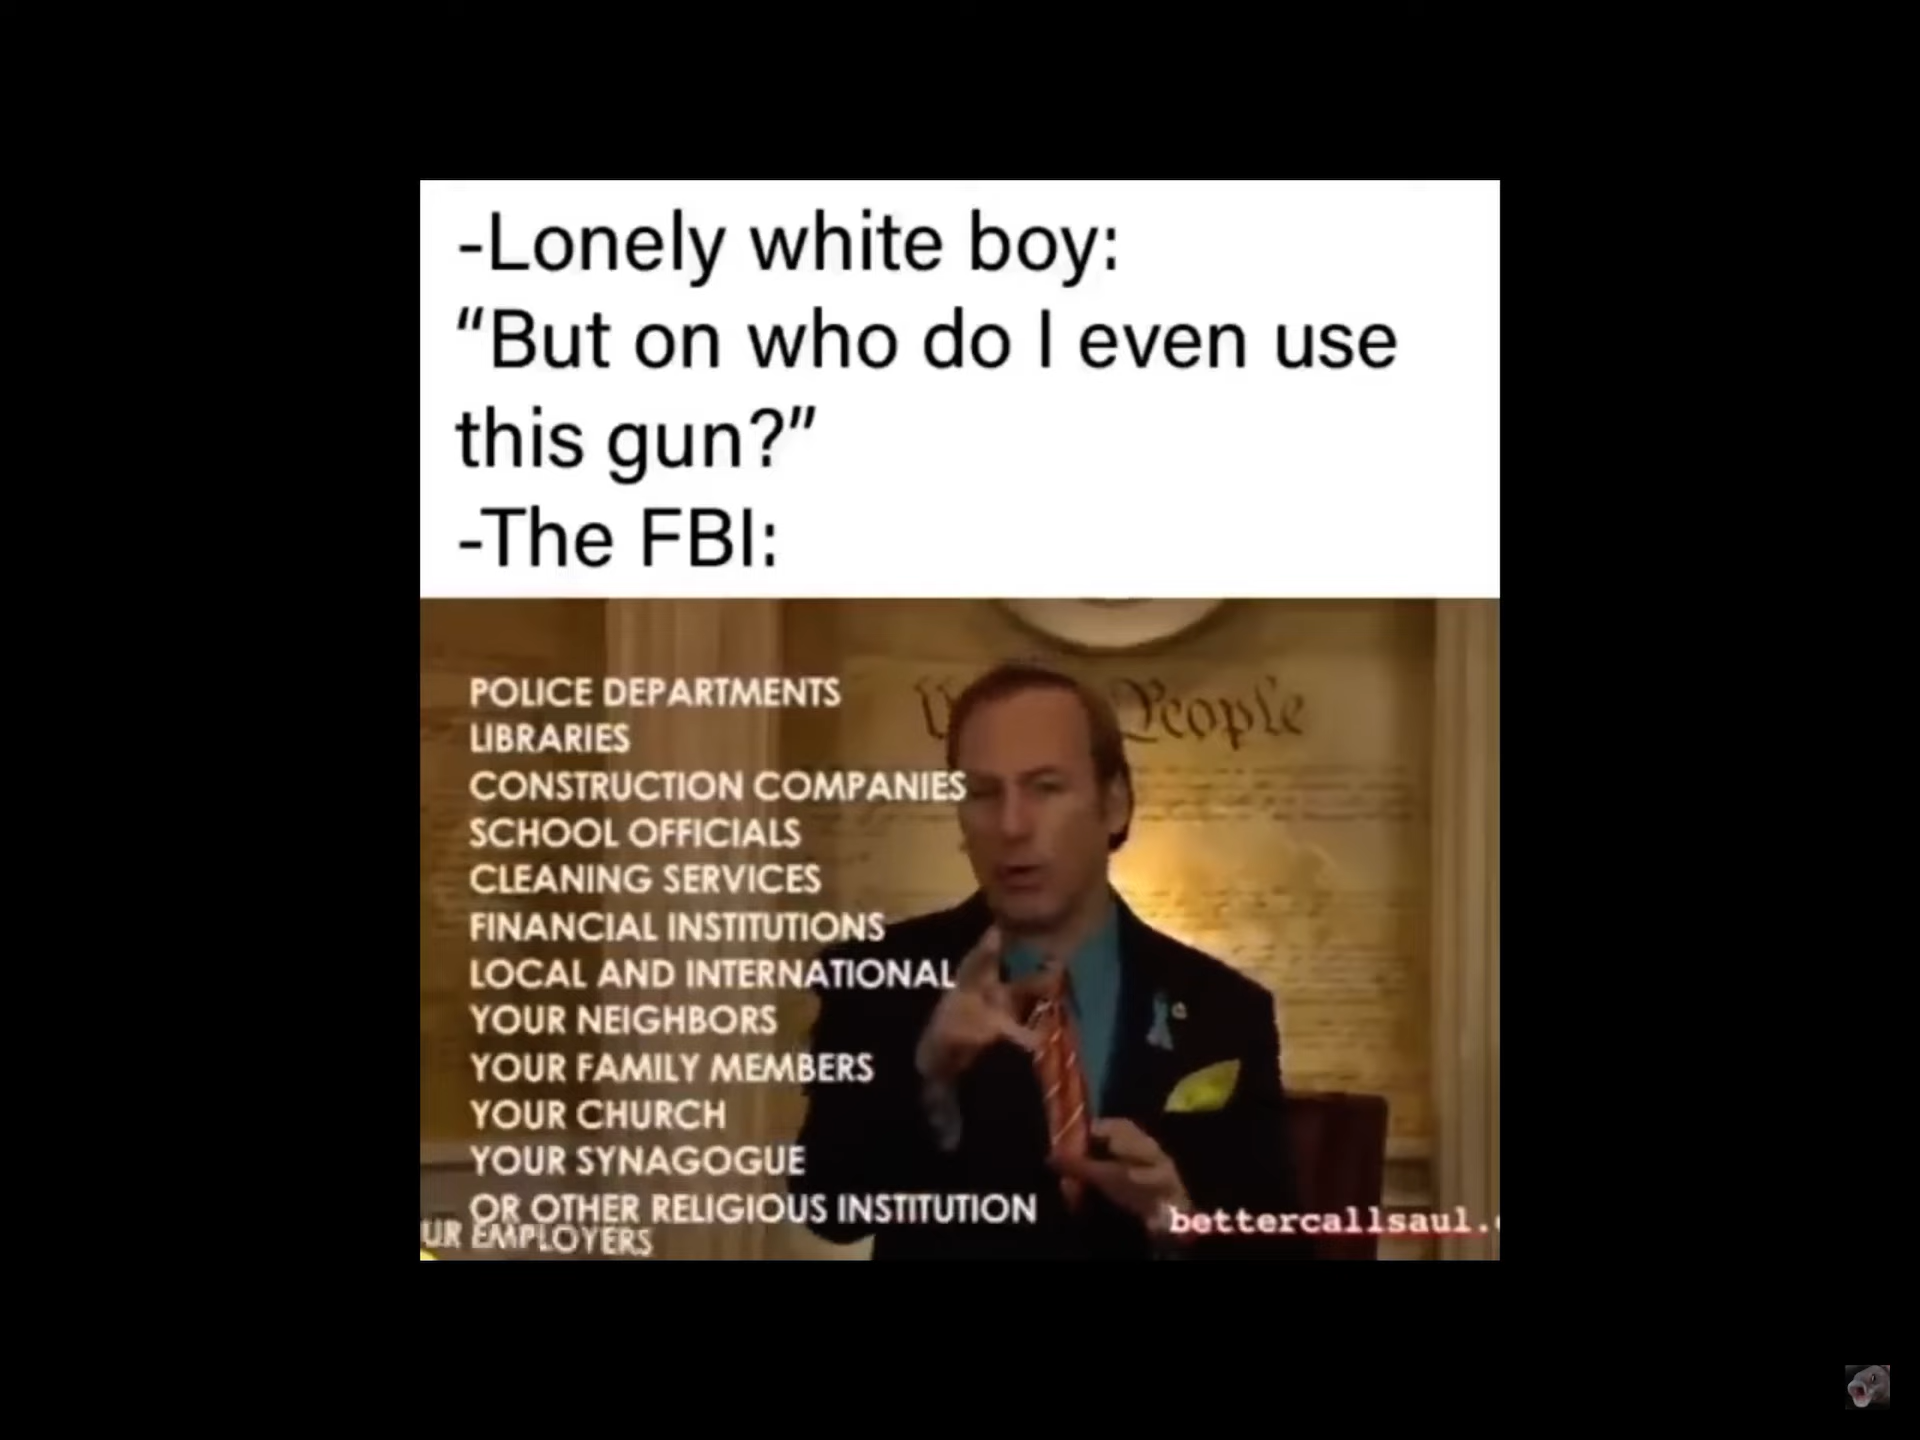 -Lonely white boy:
“But on who do I even use
this gun?”
-The FBI:
We People
POLICE DEPARTMENTS
LIBRARIES
CONSTRUCTION COMPANIES
SCHOOL OFFICIALS
CLEANING SERVICES
FINANCIAL INSTITUTIONS
LOCAL AND INTERNATIONAL
YOUR NEIGHBORS
YOUR FAMILY MEMBERS
YOUR CHURCH
YOUR SYNAGOGUE
OR OTHER RELIGIOUS INSTITUTION
UR EMPLOYERS
bettercallsaul.